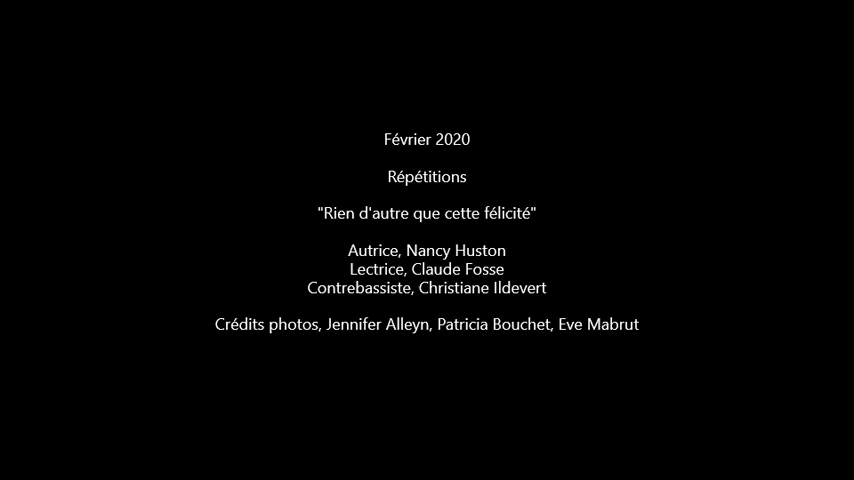 Février 2020
Répétitions
"Rien d'autre que cette félicité"
Autrice, Nancy Huston
Lectrice, Claude Fosse
Contrebassiste, Christiane Ildevert
Crédits photos, Jennifer Alleyn, Patricia Bouchet, Eve Mabrut